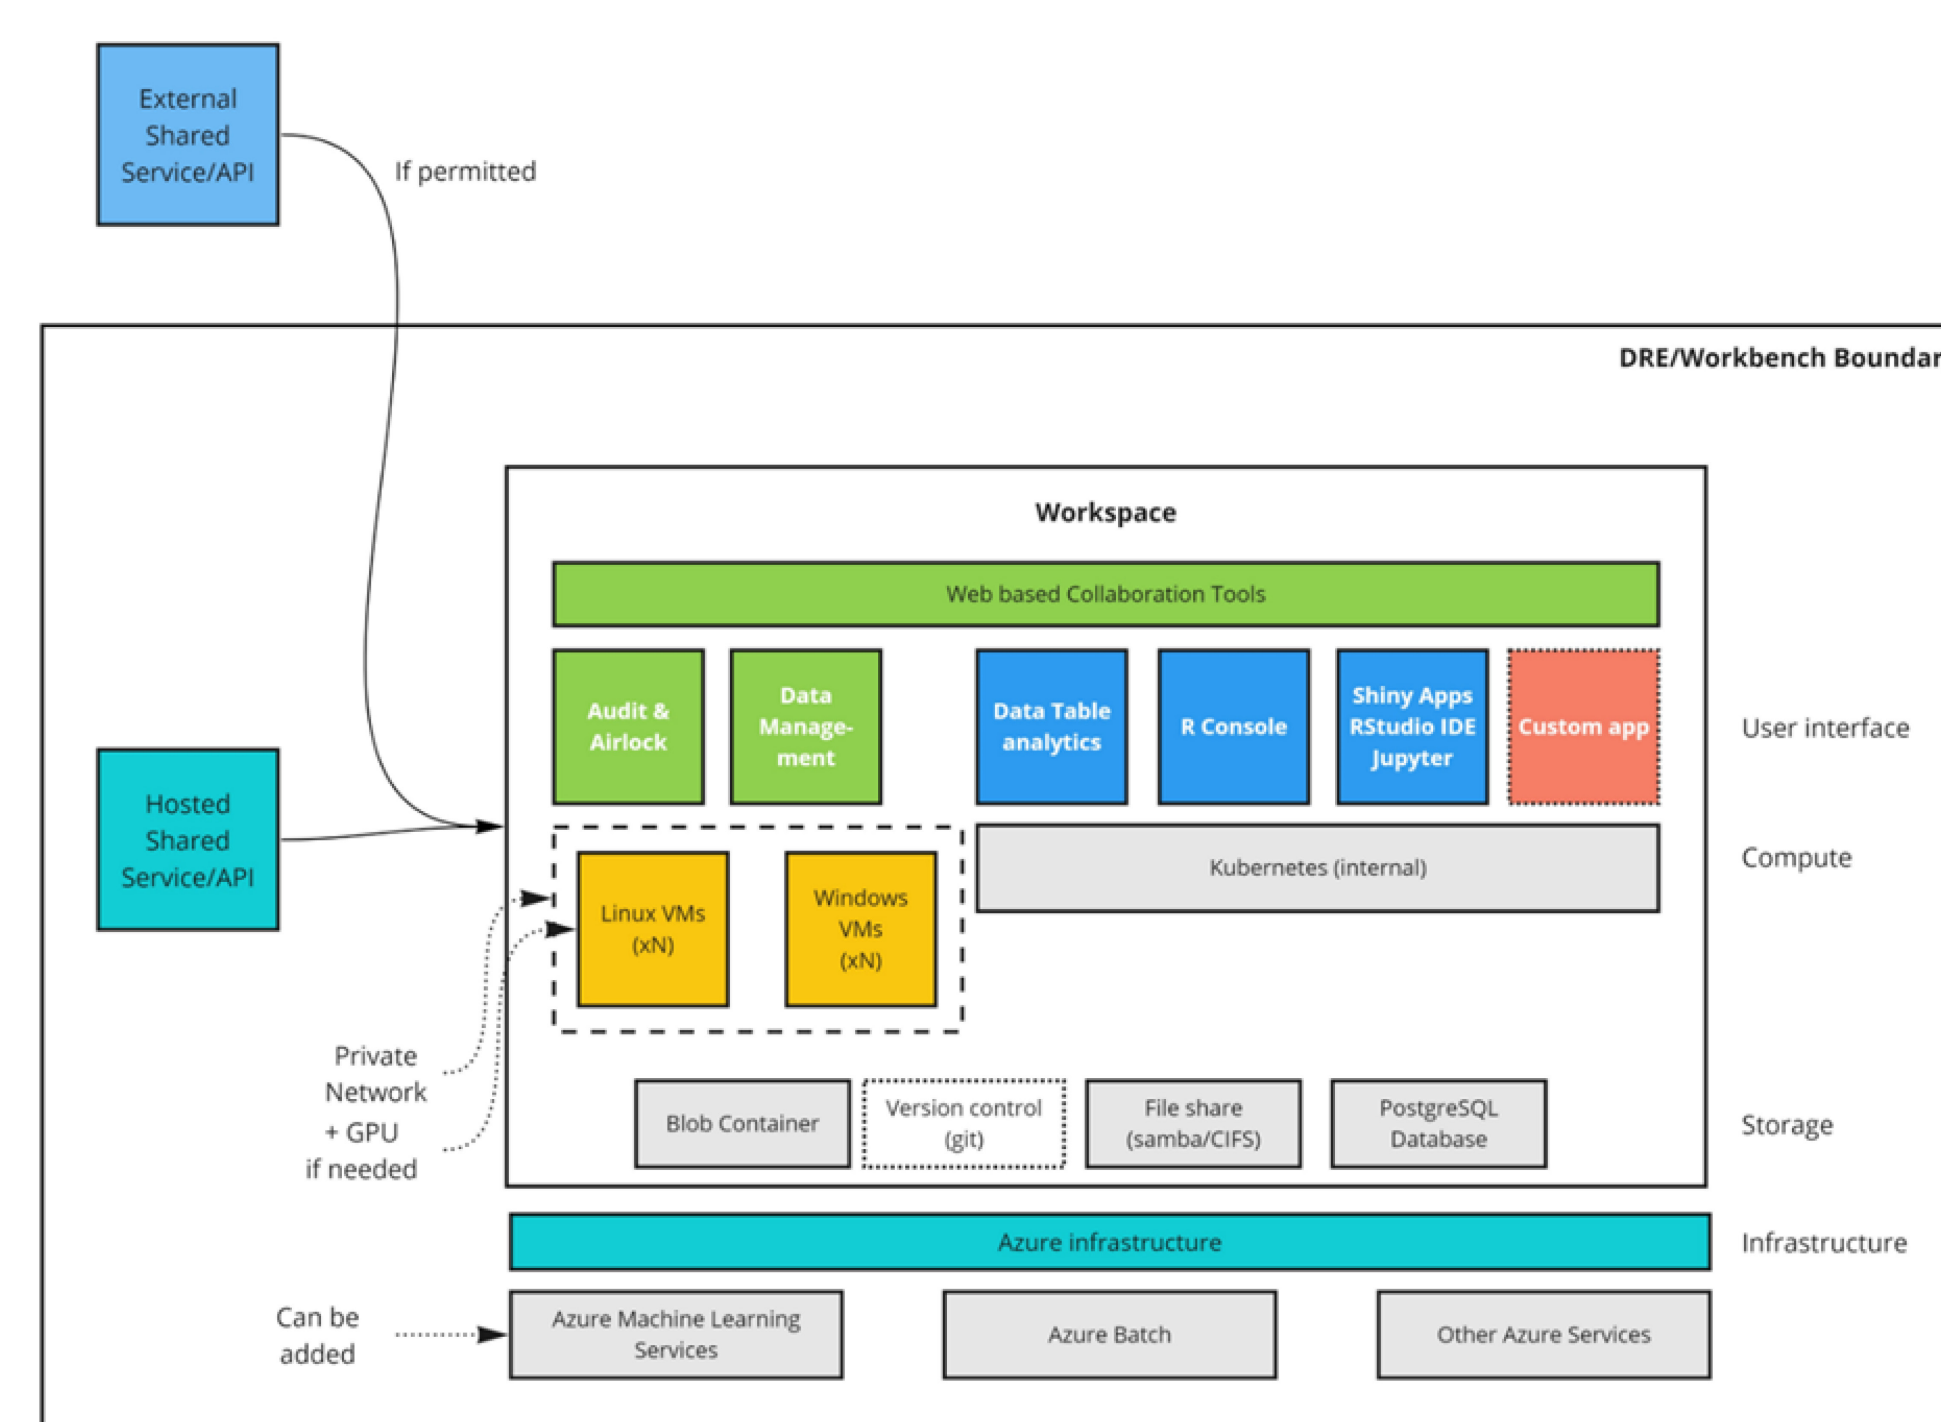 External
Shared
Service/API
If permitted
DRE/Workbench Boundar
Workspace
Web based Collaboration Tools
Audit &
Airlock
Data
Manage-
ment
Data Table
analytics
R Console
Shiny Apps
RStudio IDE
Jupyter
Custom app
User interface
Hosted
Shared
Service/API
Linux VMs
(xN)
Windows
VMs
(xN)
Kubernetes (internal)
Compute
Private
Network
+ GPU
if needed
Blob Container
Version control
(git)
File share
(samba/CIFS)
PostgreSQL
Database
Storage
Azure infrastructure
Infrastructure
Can be
added
Azure Machine Learning
Services
Azure Batch
Other Azure Services